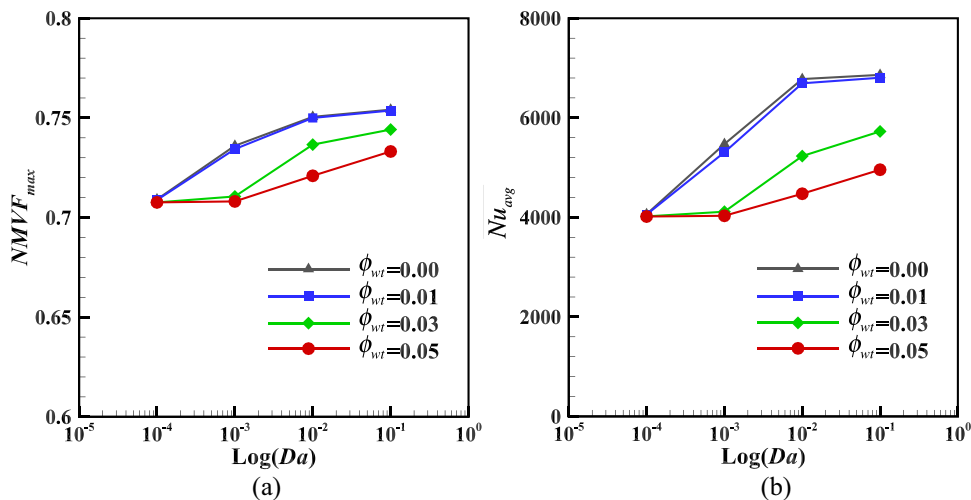 0.8
0.75
0.7
0.65
0.6
NMVF_max
10^-5
10^-4
10^-3
10^-2
10^-1
10^0
Log(Da)
ϕ_wt=0.00
ϕ_wt=0.01
ϕ_wt=0.03
ϕ_wt=0.05
(a)
8000
6000
4000
2000
0
Nu_avg
10^-5
10^-4
10^-3
10^-2
10^-1
10^0
Log(Da)
ϕ_wt=0.00
ϕ_wt=0.01
ϕ_wt=0.03
ϕ_wt=0.05
(b)